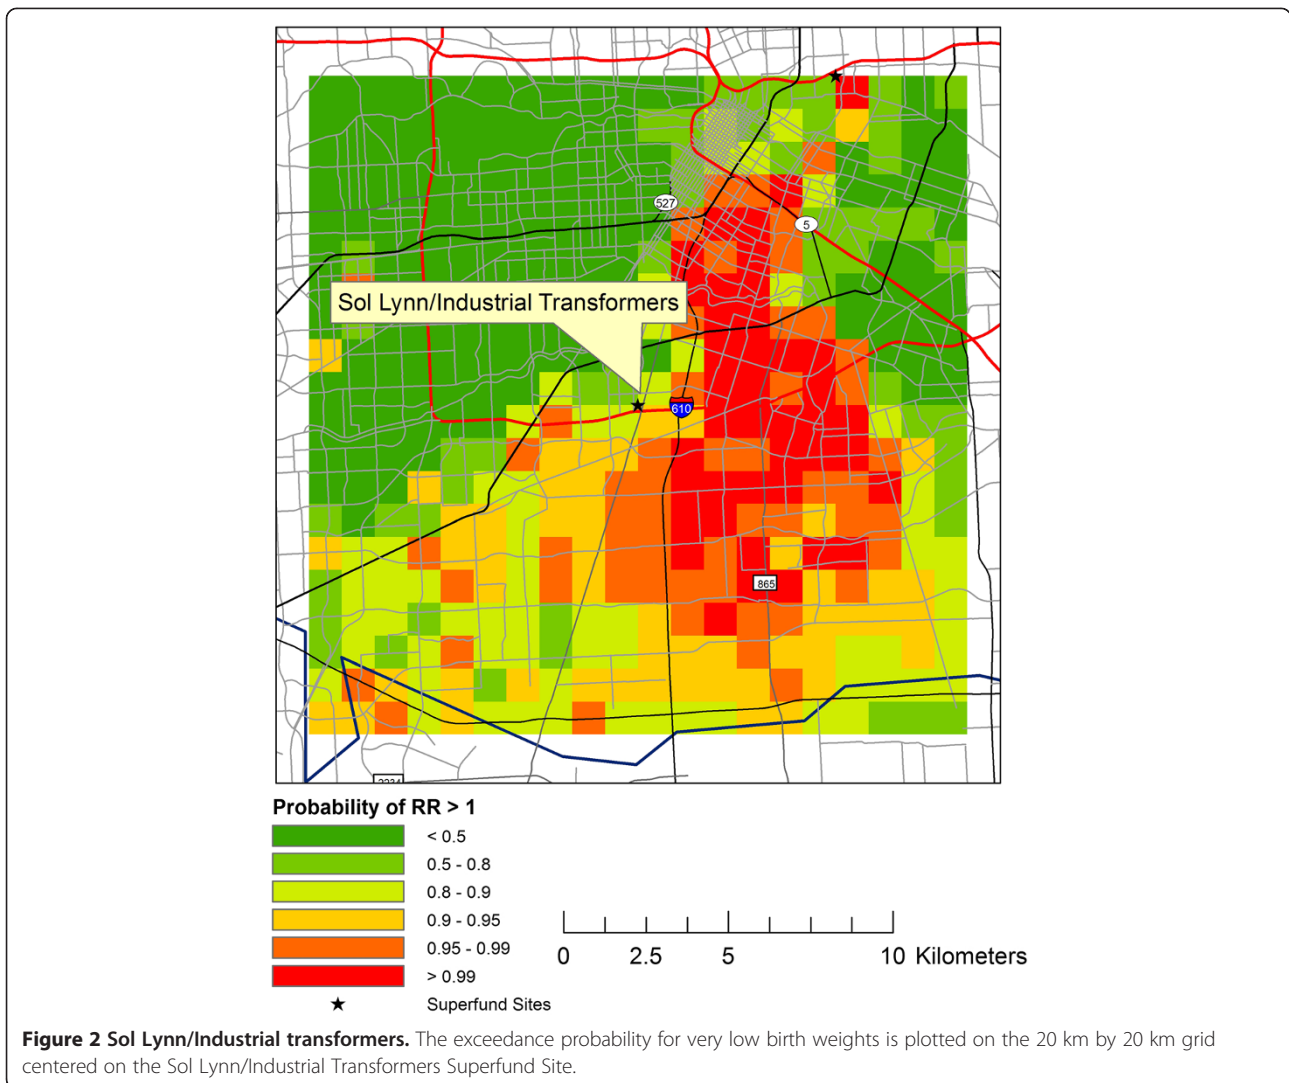 527
5
Sol Lynn/Industrial Transformers
610
865
2234
Probability of RR > 1
< 0.5
0.5 - 0.8
0.8 - 0.9
0.9 - 0.95
0.95 - 0.99
> 0.99
Superfund Sites
0 2.5 5 10 Kilometers
Figure 2 Sol Lynn/Industrial transformers. The exceedance probability for very low birth weights is plotted on the 20 km by 20 km grid
centered on the Sol Lynn/Industrial Transformers Superfund Site.